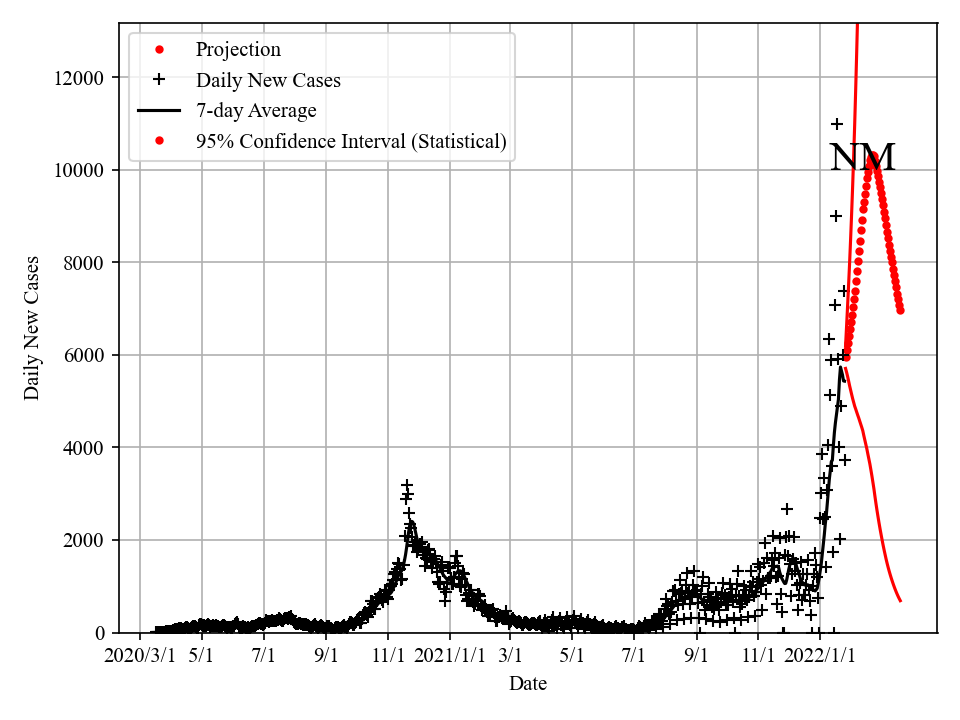 Projection
Daily New Cases
7-day Average
95% Confidence Interval (Statistical)
NM
12000
10000
8000
6000
4000
2000
0
Daily New Cases
2020/3/1 5/1 7/1 9/1 11/1 2021/1/1 3/1 5/1 7/1 9/1 11/1 2022/1/1
Date